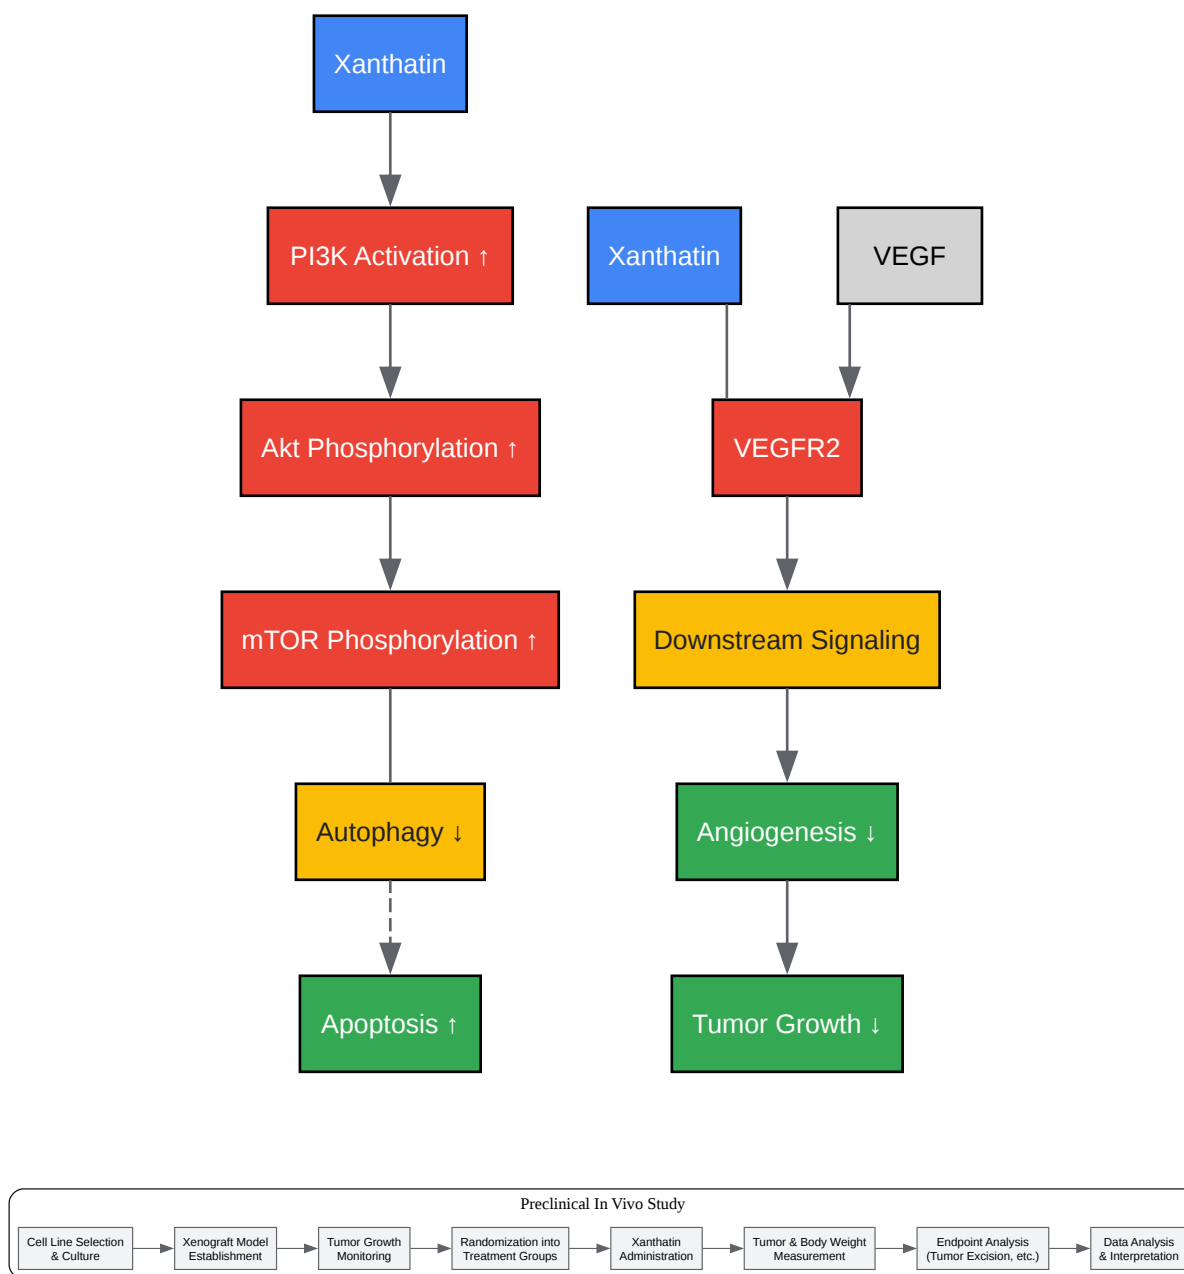 Xanthatin
PI3K Activation ↑
Xanthatin
VEGF
Akt Phosphorylation ↑
VEGFR2
mTOR Phosphorylation ↑
Downstream Signaling
Autophagy ↓
Angiogenesis ↓
Apoptosis ↑
Tumor Growth ↓
Preclinical In Vivo Study
Cell Line Selection
& Culture
Xenograft Model
Establishment
Tumor Growth
Monitoring
Randomization into
Treatment Groups
Xanthatin
Administration
Tumor & Body Weight
Measurement
Endpoint Analysis
(Tumor Excision, etc.)
Data Analysis
& Interpretation